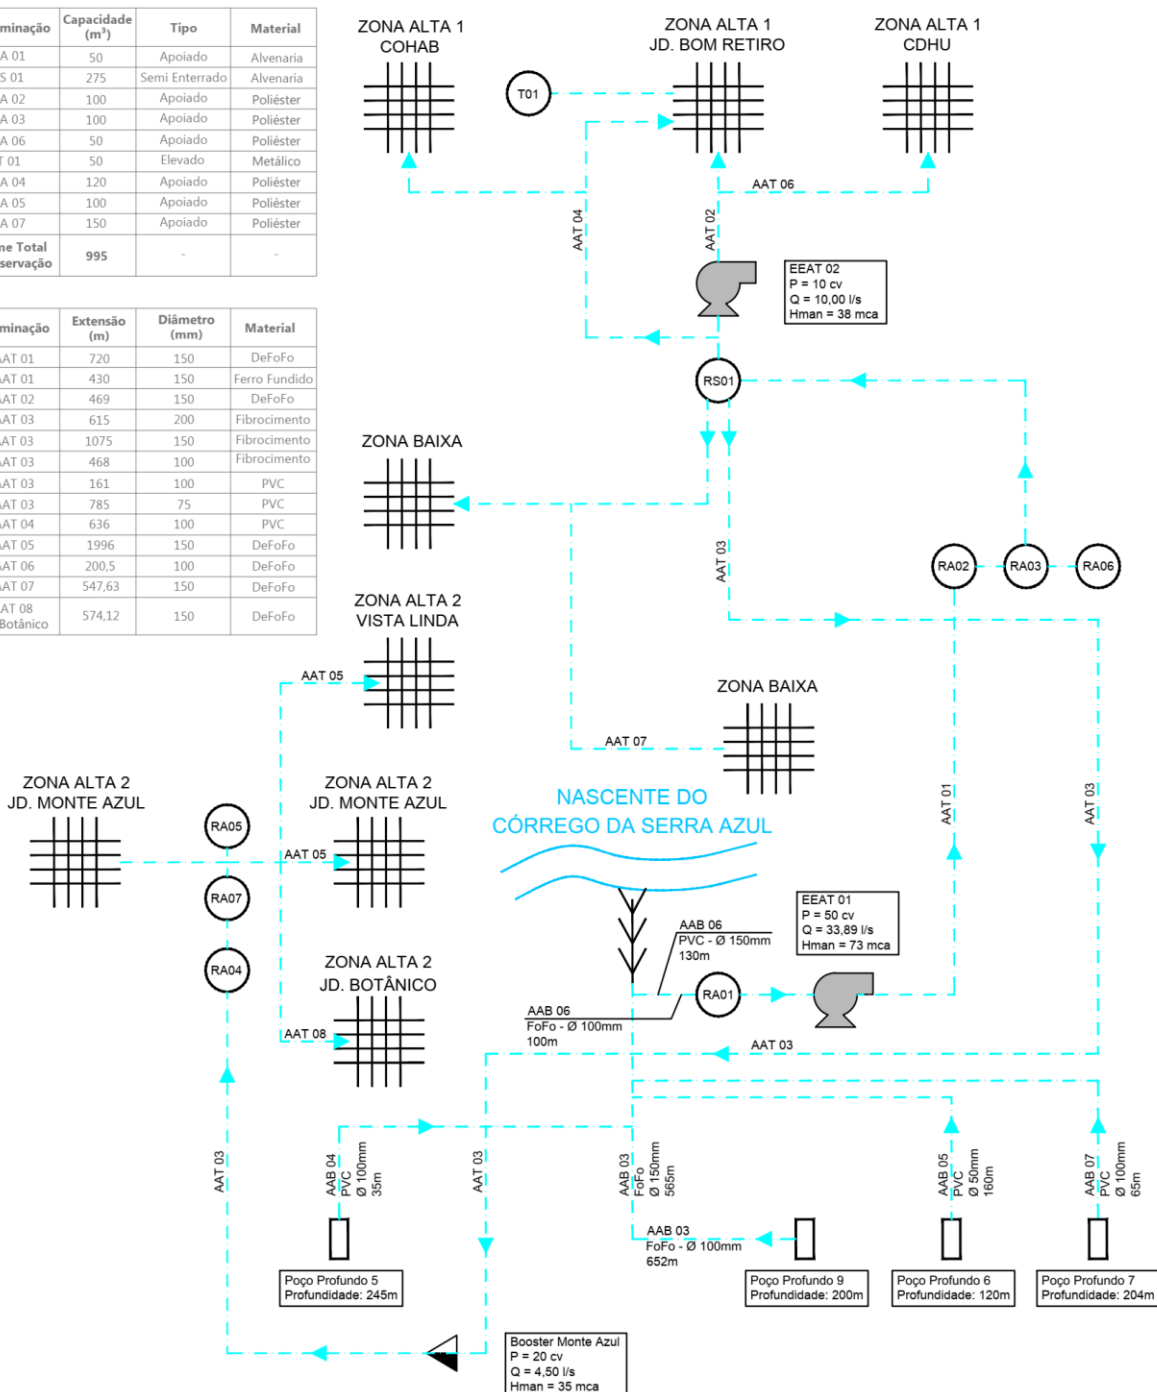 minação Capacidade (m³) Tipo Material
A 01 50 Apoiado Alvenaria
S 01 275 Semi Enterrado Alvenaria
A 02 100 Apoiado Poliéster
A 03 100 Apoiado Poliéster
A 06 50 Apoiado Poliéster
T 01 50 Elevado Metálico
A 04 120 Apoiado Poliéster
A 05 100 Apoiado Poliéster
A 07 150 Apoiado Poliéster
ne Total
servação 995 - -
minação Extensão (m) Diâmetro (mm) Material
AAT 01 720 150 DeFoFo
AAT 01 430 150 Ferro Fundido
AAT 02 469 150 DeFoFo
AAT 03 615 200 Fibrocimento
AAT 03 1075 150 Fibrocimento
AAT 03 468 100 Fibrocimento
AAT 03 161 100 PVC
AAT 03 785 75 PVC
AAT 04 636 100 PVC
AAT 05 1996 150 DeFoFo
AAT 06 200,5 100 DeFoFo
AAT 07 547,63 150 DeFoFo
AAT 08
Botânico 574,12 150 DeFoFo
ZONA ALTA 1
COHAB
ZONA ALTA 1
JD. BOM RETIRO
ZONA ALTA 1
CDHU
T01
AAT 06
AAT 04
AAT 02
EEAT 02
P = 10 cv
Q = 10,00 l/s
Hman = 38 mca
RS01
ZONA BAIXA
AAT 03
RA02
RA03
RA06
ZONA ALTA 2
VISTA LINDA
AAT 05
ZONA BAIXA
AAT 07
ZONA ALTA 2
JD. MONTE AZUL
RA05
RA07
RA04
ZONA ALTA 2
JD. MONTE AZUL
AAT 05
NASCENTE DO
CÓRREGO DA SERRA AZUL
AAT 01
AAT 03
EEAT 01
P = 50 cv
Q = 33,89 l/s
Hman = 73 mca
AAB 06
PVC - Ø 150mm
130m
RA01
ZONA ALTA 2
JD. BOTÂNICO
AAT 08
AAB 06
FoFo - Ø 100mm
100m
AAT 03
AAT 03
AAB 04
PVC
Ø 100mm
35m
AAT 03
AAB 03
FoFo
Ø 150mm
565m
AAB 05
PVC
Ø 50mm
160m
AAB 07
PVC
Ø 100mm
65m
AAB 03
FoFo - Ø 100mm
652m
Poço Profundo 5
Profundidade: 245m
Poço Profundo 9
Profundidade: 200m
Poço Profundo 6
Profundidade: 120m
Poço Profundo 7
Profundidade: 204m
Booster Monte Azul
P = 20 cv
Q = 4,50 l/s
Hman = 35 mca